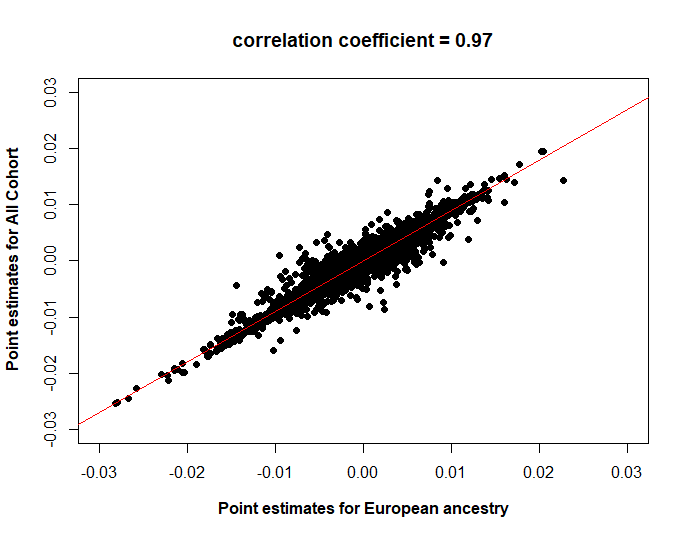 correlation coefficient = 0.97
Point estimates for All Cohort
0.03
0.02
0.01
0.00
-0.01
-0.02
-0.03
-0.03 -0.02 -0.01 0.00 0.01 0.02 0.03
Point estimates for European ancestry